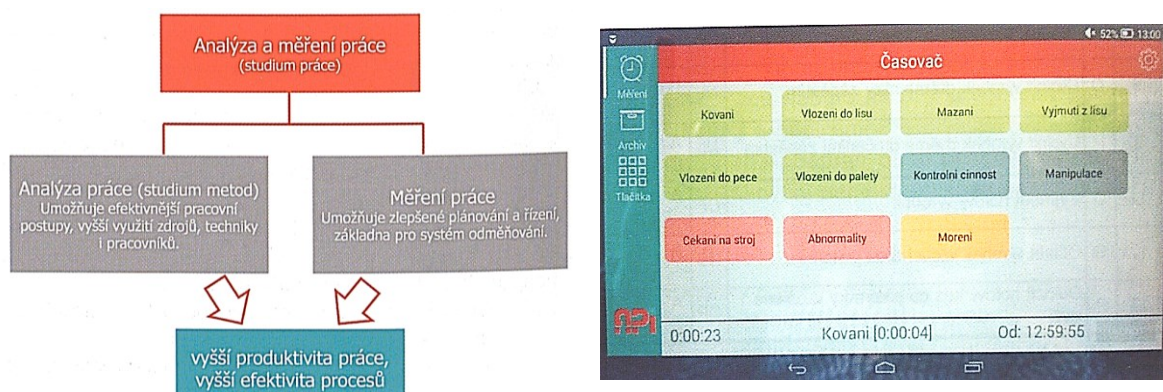 Analýza a měření práce
(studium práce)
Analýza práce (studium metod)
Umožňuje efektivnější pracovní
postupy, vyšší využití zdrojů, techniky
i pracovníků.
Měření práce
Umožňuje zlepšené plánování a řízení,
základna pro systém odměňování.
vyšší produktivita práce,
vyšší efektivita procesů
52% 13:00
Časovač
Měření
Archiv
Tlačítka
Kovani
Vlozeni do lisu
Mazani
Vyjmuti z lisu
Vlozeni do pece
Vlozeni do palety
Kontrolni cinnost
Manipulace
Cekani na stroj
Abnormality
Moreni
0:00:23
Kovani [0:00:04]
Od: 12:59:55